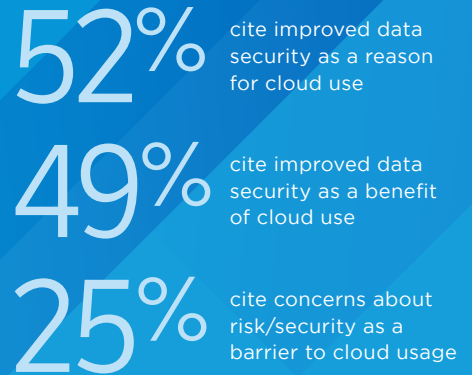 52%
cite improved data
security as a reason
for cloud use
49%
cite improved data
security as a benefit
of cloud use
25%
cite concerns about
risk/security as a
barrier to cloud usage